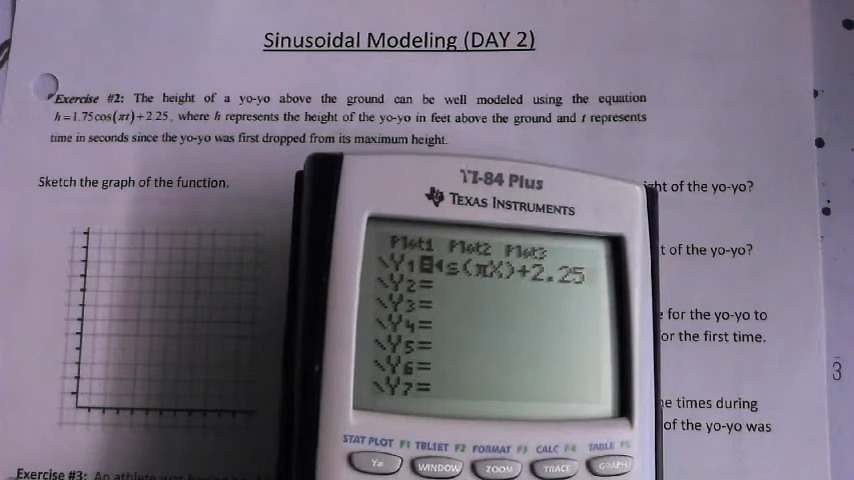 Sinusoidal Modeling (DAY 2)
Exercise #2: The height of a yo-yo above the ground can be well modeled using the equation
h=1.75cos(πt)+2.25, where h represents the height of the yo-yo in feet above the ground and t represents
time in seconds since the yo-yo was first dropped from its maximum height.
Sketch the graph of the function.
ght of the yo-yo?
t of the yo-yo?
for the yo-yo to
or the first time.
times during
of the yo-yo was
3
TI-84 Plus
TEXAS INSTRUMENTS
Plot1 Plot2 Plot3
\Y1=◂s(πX)+2.25
\Y2=
\Y3=
\Y4=
\Y5=
\Y6=
\Y7=
STAT PLOT F1 TBLSET F2 FORMAT F3 CALC F4 TABLE F5
Y= WINDOW ZOOM TRACE GRAPH
Exercise #3: An athlete